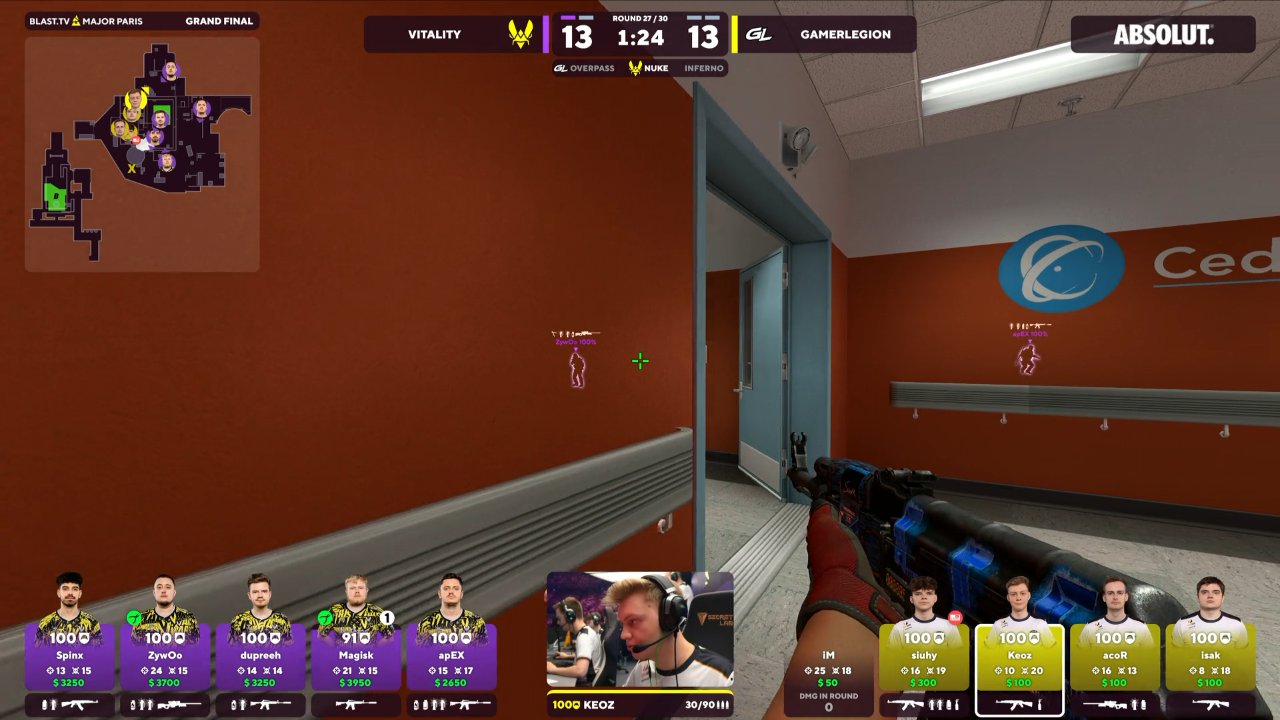 BLAST.TV MAJOR PARIS GRAND FINAL
VITALITY 13 ROUND 27 / 30 1:24 13 GL GAMERLEGION
GL OVERPASS NUKE INFERNO
ABSOLUT.
X
B
Ced
ZywOo 100%
apEX 100%
100 100 100 91 1 100
Spinx ZywOo dupreeh Magisk apEX
13 15 24 15 14 14 21 15 15 17
$3250 $3700 $3250 $3950 $2650
SECRET
100 KEOZ 30/90
iM
25 18
$50
DMG IN ROUND
0
100 100 100 100
siuhy Keoz acoR isak
16 19 10 20 16 13 8 18
$300 $100 $100 $100